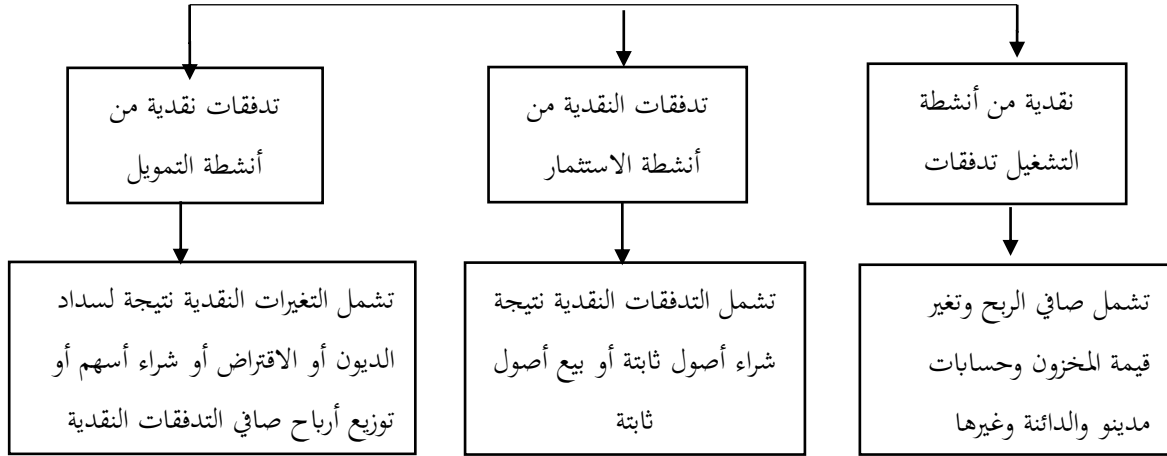 نقدية من أنشطة
التشغيل تدفقات
تدفقات النقدية من
أنشطة الاستثمار
تدفقات نقدية من
أنشطة التمويل
تشمل صافي الربح وتغير
قيمة المخزون وحسابات
مدينو والدائنة وغيرها
تشمل التدفقات النقدية نتيجة
شراء أصول ثابتة أو بيع أصول
ثابتة
تشمل التغيرات النقدية نتيجة لسداد
الديون أو الاقتراض أو شراء أسهم أو
توزيع أرباح صافي التدفقات النقدية